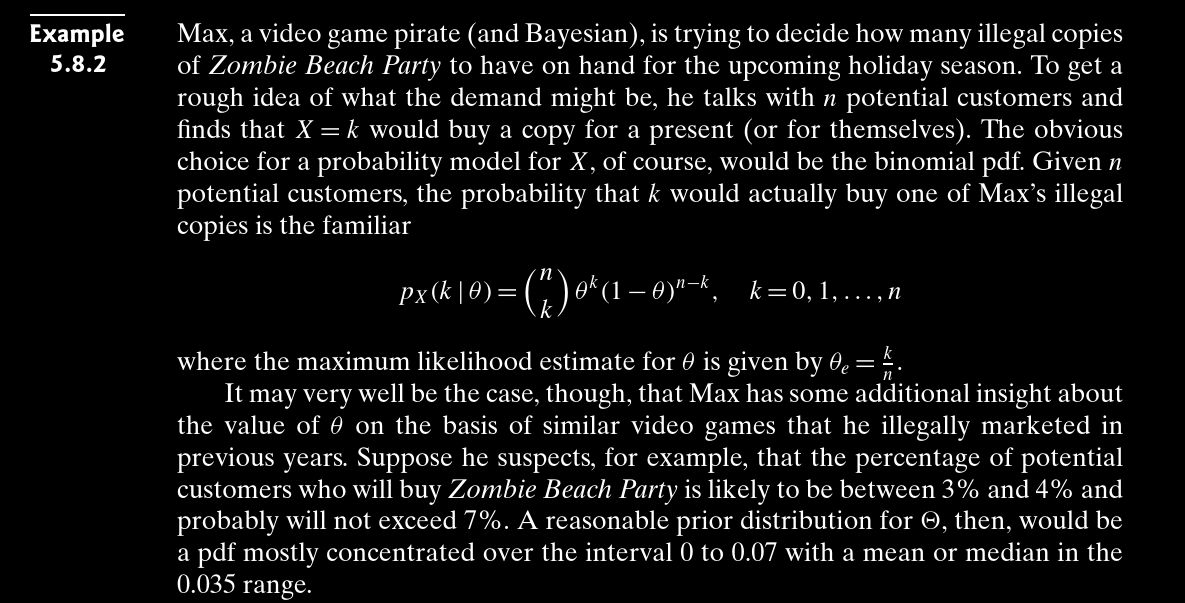 Example 5.8.2
Max, a video game pirate (and Bayesian), is trying to decide how many illegal copies
of Zombie Beach Party to have on hand for the upcoming holiday season. To get a
rough idea of what the demand might be, he talks with n potential customers and
finds that X = k would buy a copy for a present (or for themselves). The obvious
choice for a probability model for X, of course, would be the binomial pdf. Given n
potential customers, the probability that k would actually buy one of Max's illegal
copies is the familiar
p_X(k | θ) = \binom{n}{k} θ^k (1 − θ)^{n−k}, k = 0, 1, . . . , n
where the maximum likelihood estimate for θ is given by θ_e = \frac{k}{n}.
It may very well be the case, though, that Max has some additional insight about
the value of θ on the basis of similar video games that he illegally marketed in
previous years. Suppose he suspects, for example, that the percentage of potential
customers who will buy Zombie Beach Party is likely to be between 3% and 4% and
probably will not exceed 7%. A reasonable prior distribution for Θ, then, would be
a pdf mostly concentrated over the interval 0 to 0.07 with a mean or median in the
0.035 range.